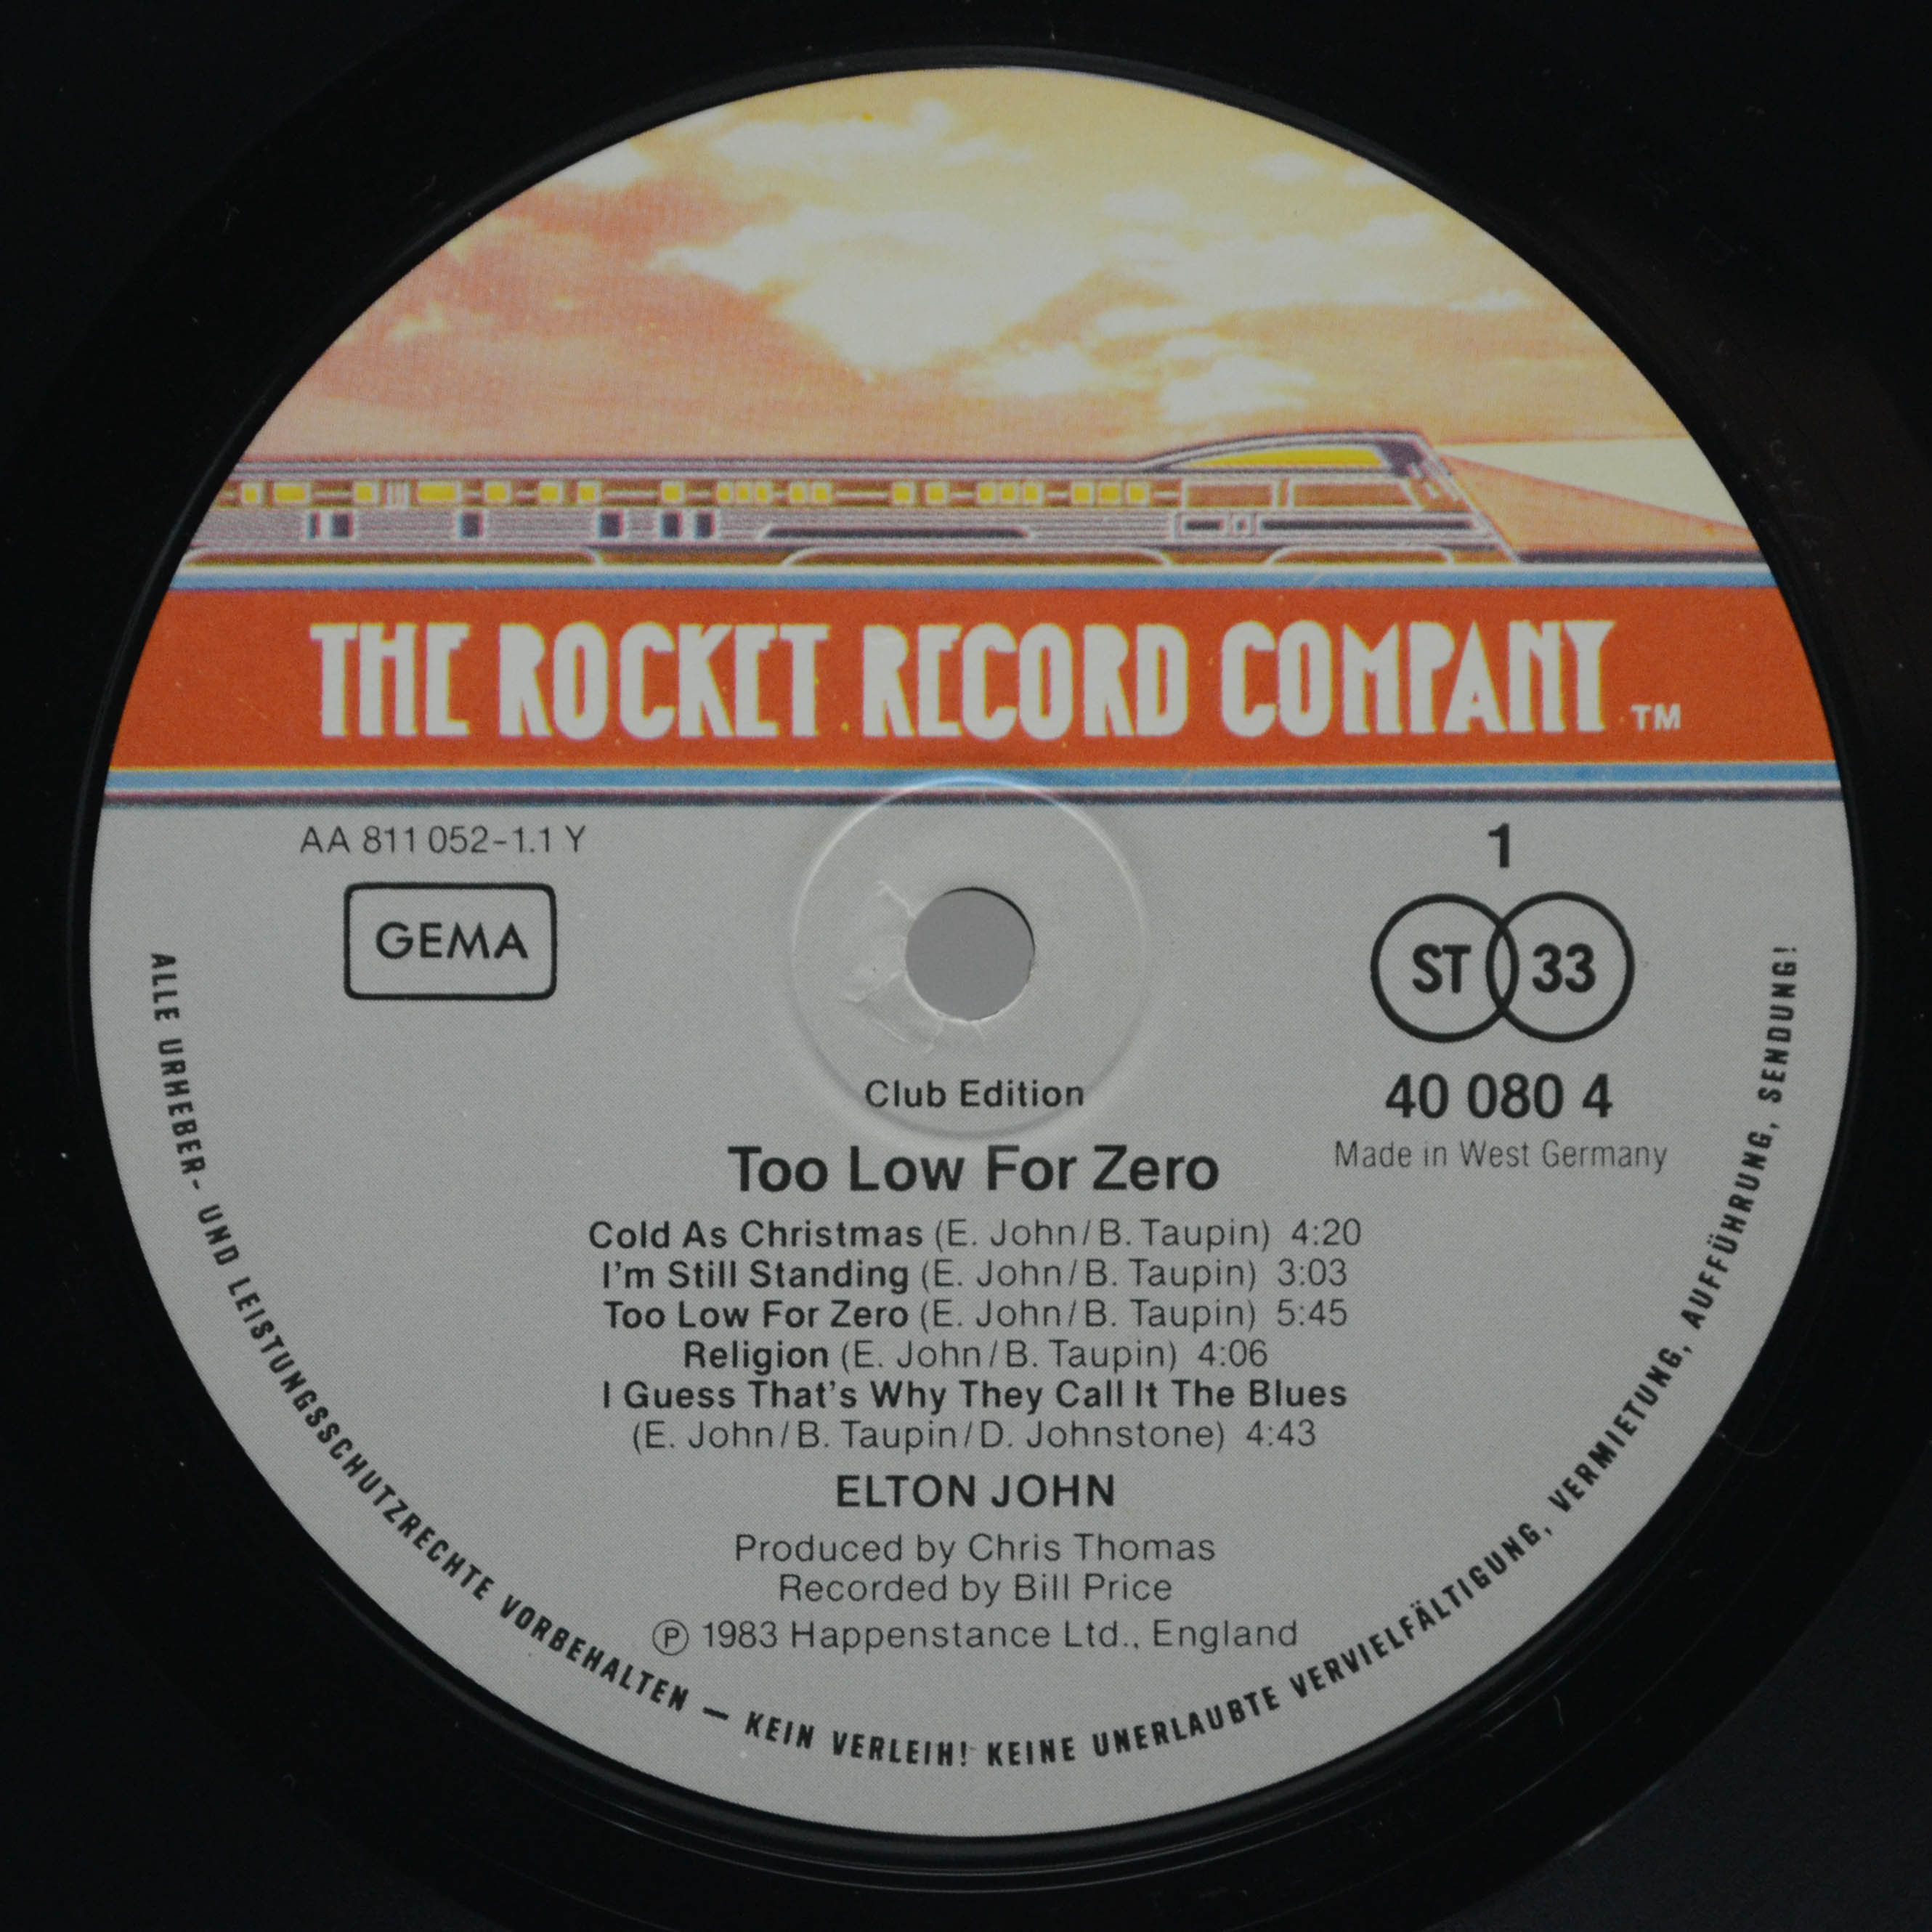 THE ROCKET RECORD COMPANY ™
AA 811 052-1.1 Y
1
GEMA
ST 33
40 080 4
Made in West Germany
Club Edition
Too Low For Zero
Cold As Christmas (E. John/B. Taupin) 4:20
I'm Still Standing (E. John/B. Taupin) 3:03
Too Low For Zero (E. John/B. Taupin) 5:45
Religion (E. John/B. Taupin) 4:06
I Guess That's Why They Call It The Blues
(E. John/B. Taupin/D. Johnstone) 4:43
ELTON JOHN
Produced by Chris Thomas
Recorded by Bill Price
℗ 1983 Happenstance Ltd., England
ALLE URHEBER- UND LEISTUNGSSCHUTZRECHTE VORBEHALTEN — KEIN VERLEIH! KEINE UNERLAUBTE VERVIELFÄLTIGUNG, VERMIETUNG, AUFFÜHRUNG, SENDUNG!